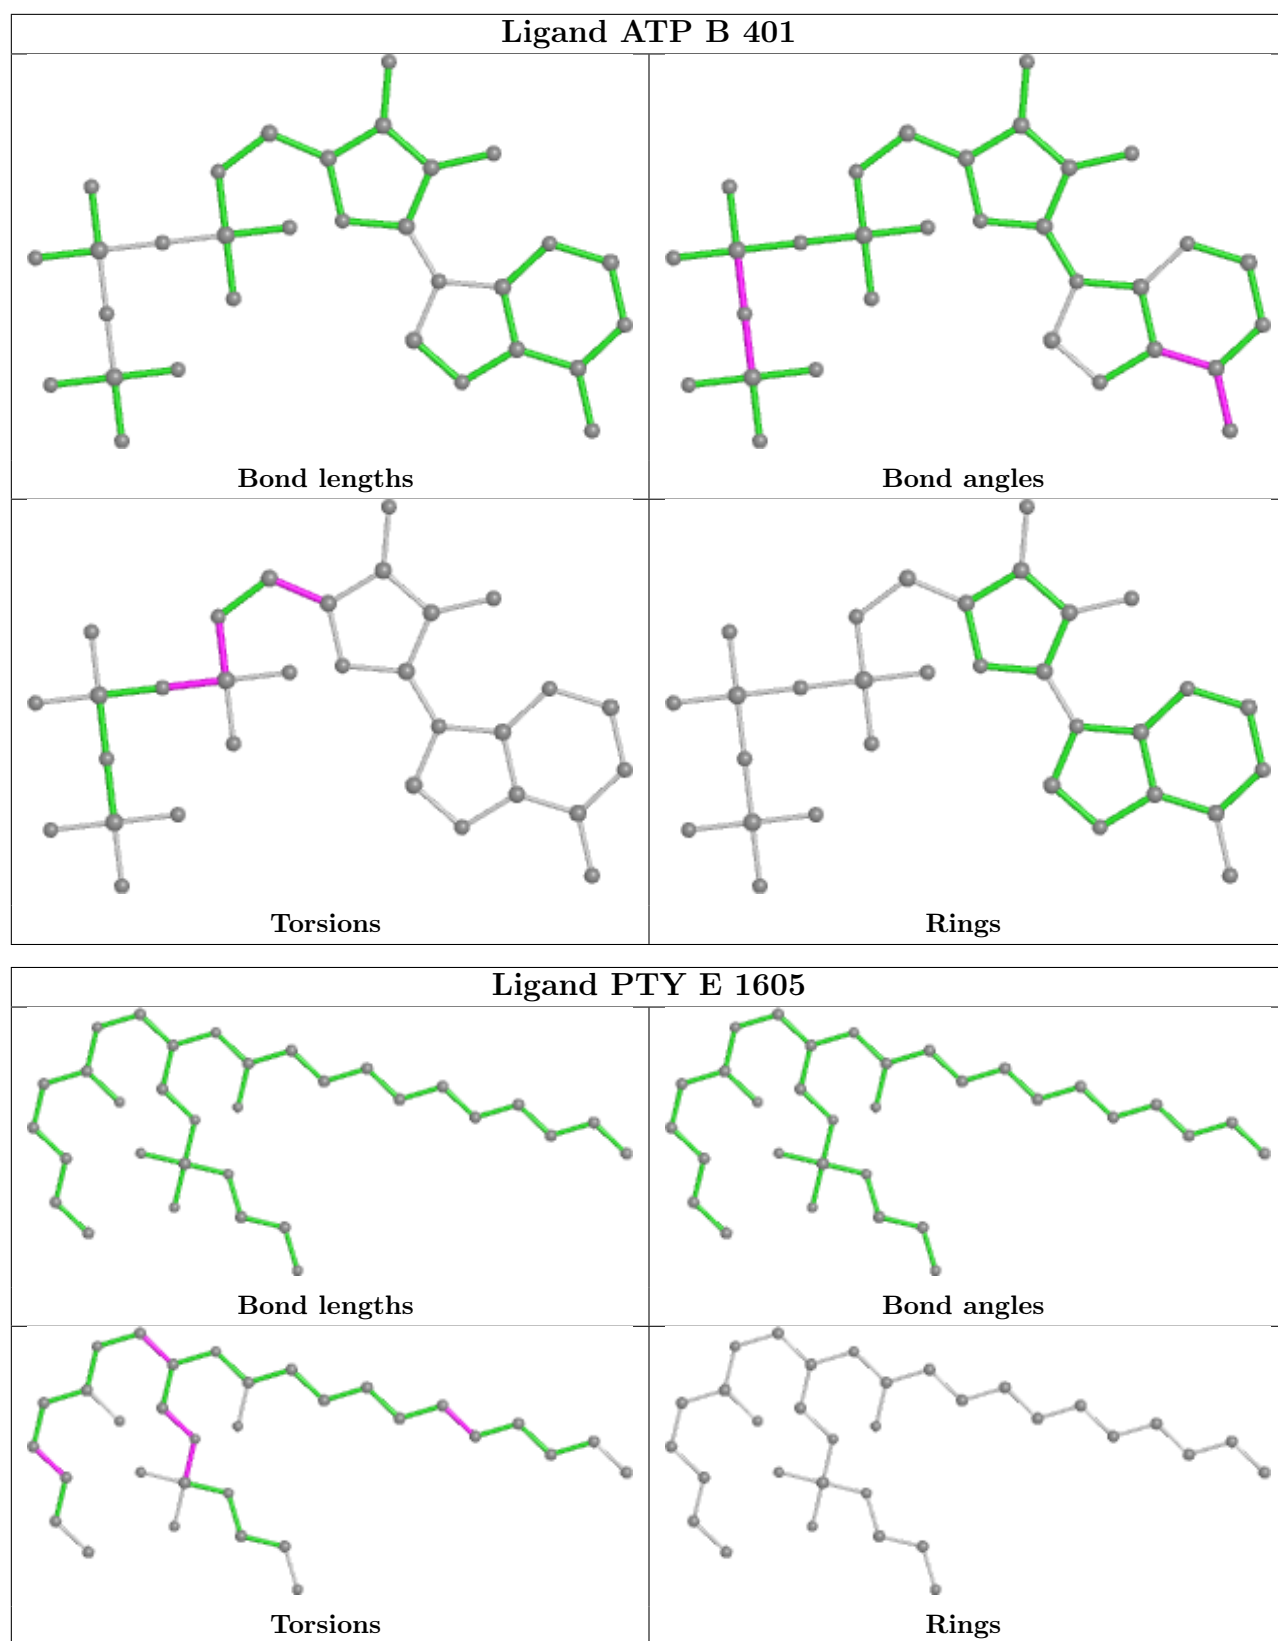 Ligand ATP B 401
Bond lengths
Bond angles
Torsions
Rings
Ligand PTY E 1605
Bond lengths
Bond angles
Torsions
Rings